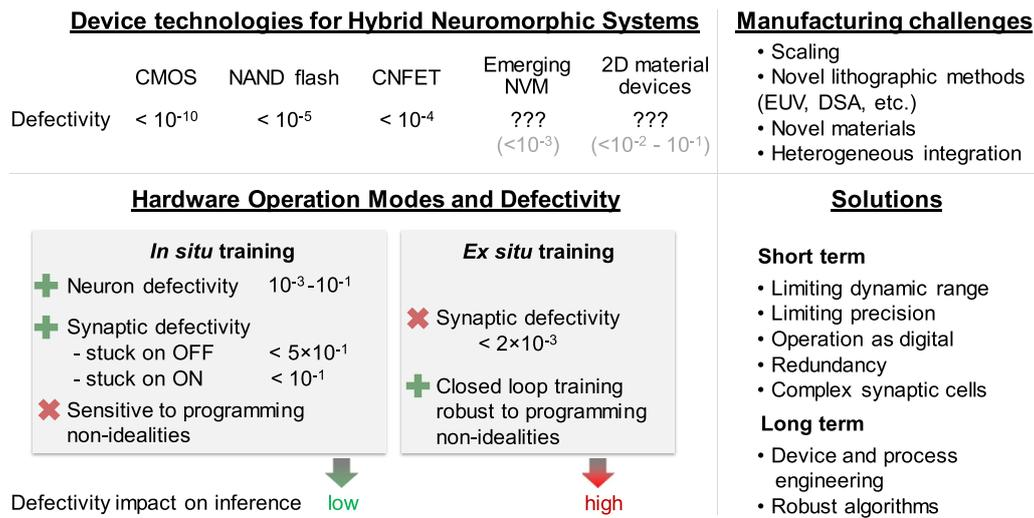 Device technologies for Hybrid Neuromorphic Systems
CMOS NAND flash CNFET Emerging NVM 2D material devices
Defectivity < 10⁻¹⁰ < 10⁻⁵ < 10⁻⁴ ??? ???
(<10⁻³) (<10⁻² - 10⁻¹)
Manufacturing challenges
• Scaling
• Novel lithographic methods
(EUV, DSA, etc.)
• Novel materials
• Heterogeneous integration
Hardware Operation Modes and Defectivity
In situ training
Neuron defectivity 10⁻³-10⁻¹
Synaptic defectivity
- stuck on OFF < 5×10⁻¹
- stuck on ON < 10⁻¹
Sensitive to programming
non-idealities
Ex situ training
Synaptic defectivity
< 2×10⁻³
Closed loop training
robust to programming
non-idealities
Defectivity impact on inference low high
Solutions
Short term
• Limiting dynamic range
• Limiting precision
• Operation as digital
• Redundancy
• Complex synaptic cells
Long term
• Device and process
engineering
• Robust algorithms